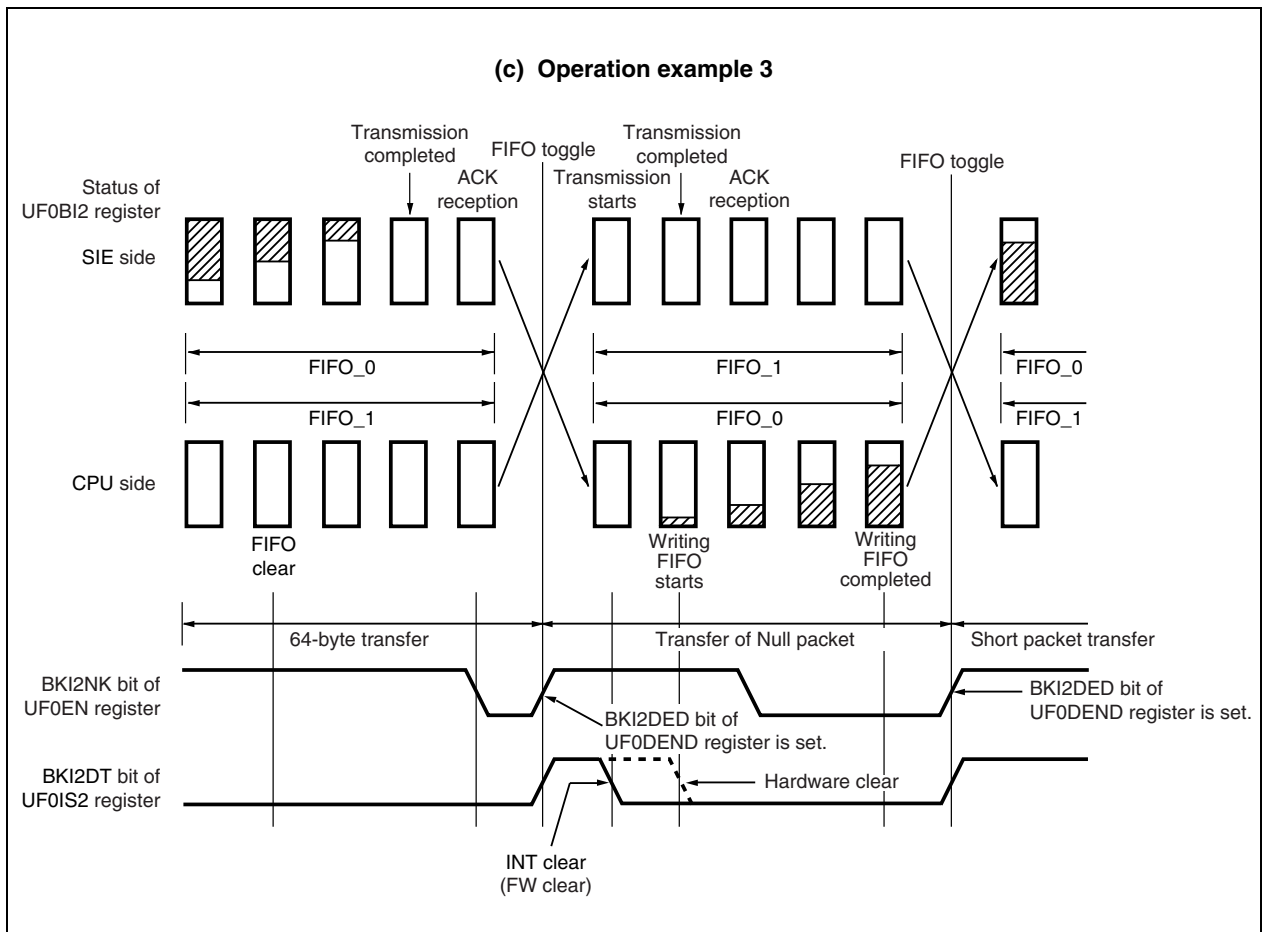 (c) Operation example 3
Transmission
completed
FIFO toggle
ACK
reception
Transmission
completed
Transmission
starts
ACK
reception
FIFO toggle
Status of
UF0BI2 register
SIE side
FIFO_0
FIFO_1
FIFO_0
FIFO_1
FIFO_0
FIFO_1
CPU side
FIFO
clear
Writing
FIFO
starts
Writing
FIFO
completed
64-byte transfer
Transfer of Null packet
Short packet transfer
BKI2NK bit of
UF0EN register
BKI2DED bit of
UF0DEND register is set.
BKI2DED bit of
UF0DEND register is set.
BKI2DT bit of
UF0IS2 register
Hardware clear
INT clear
(FW clear)